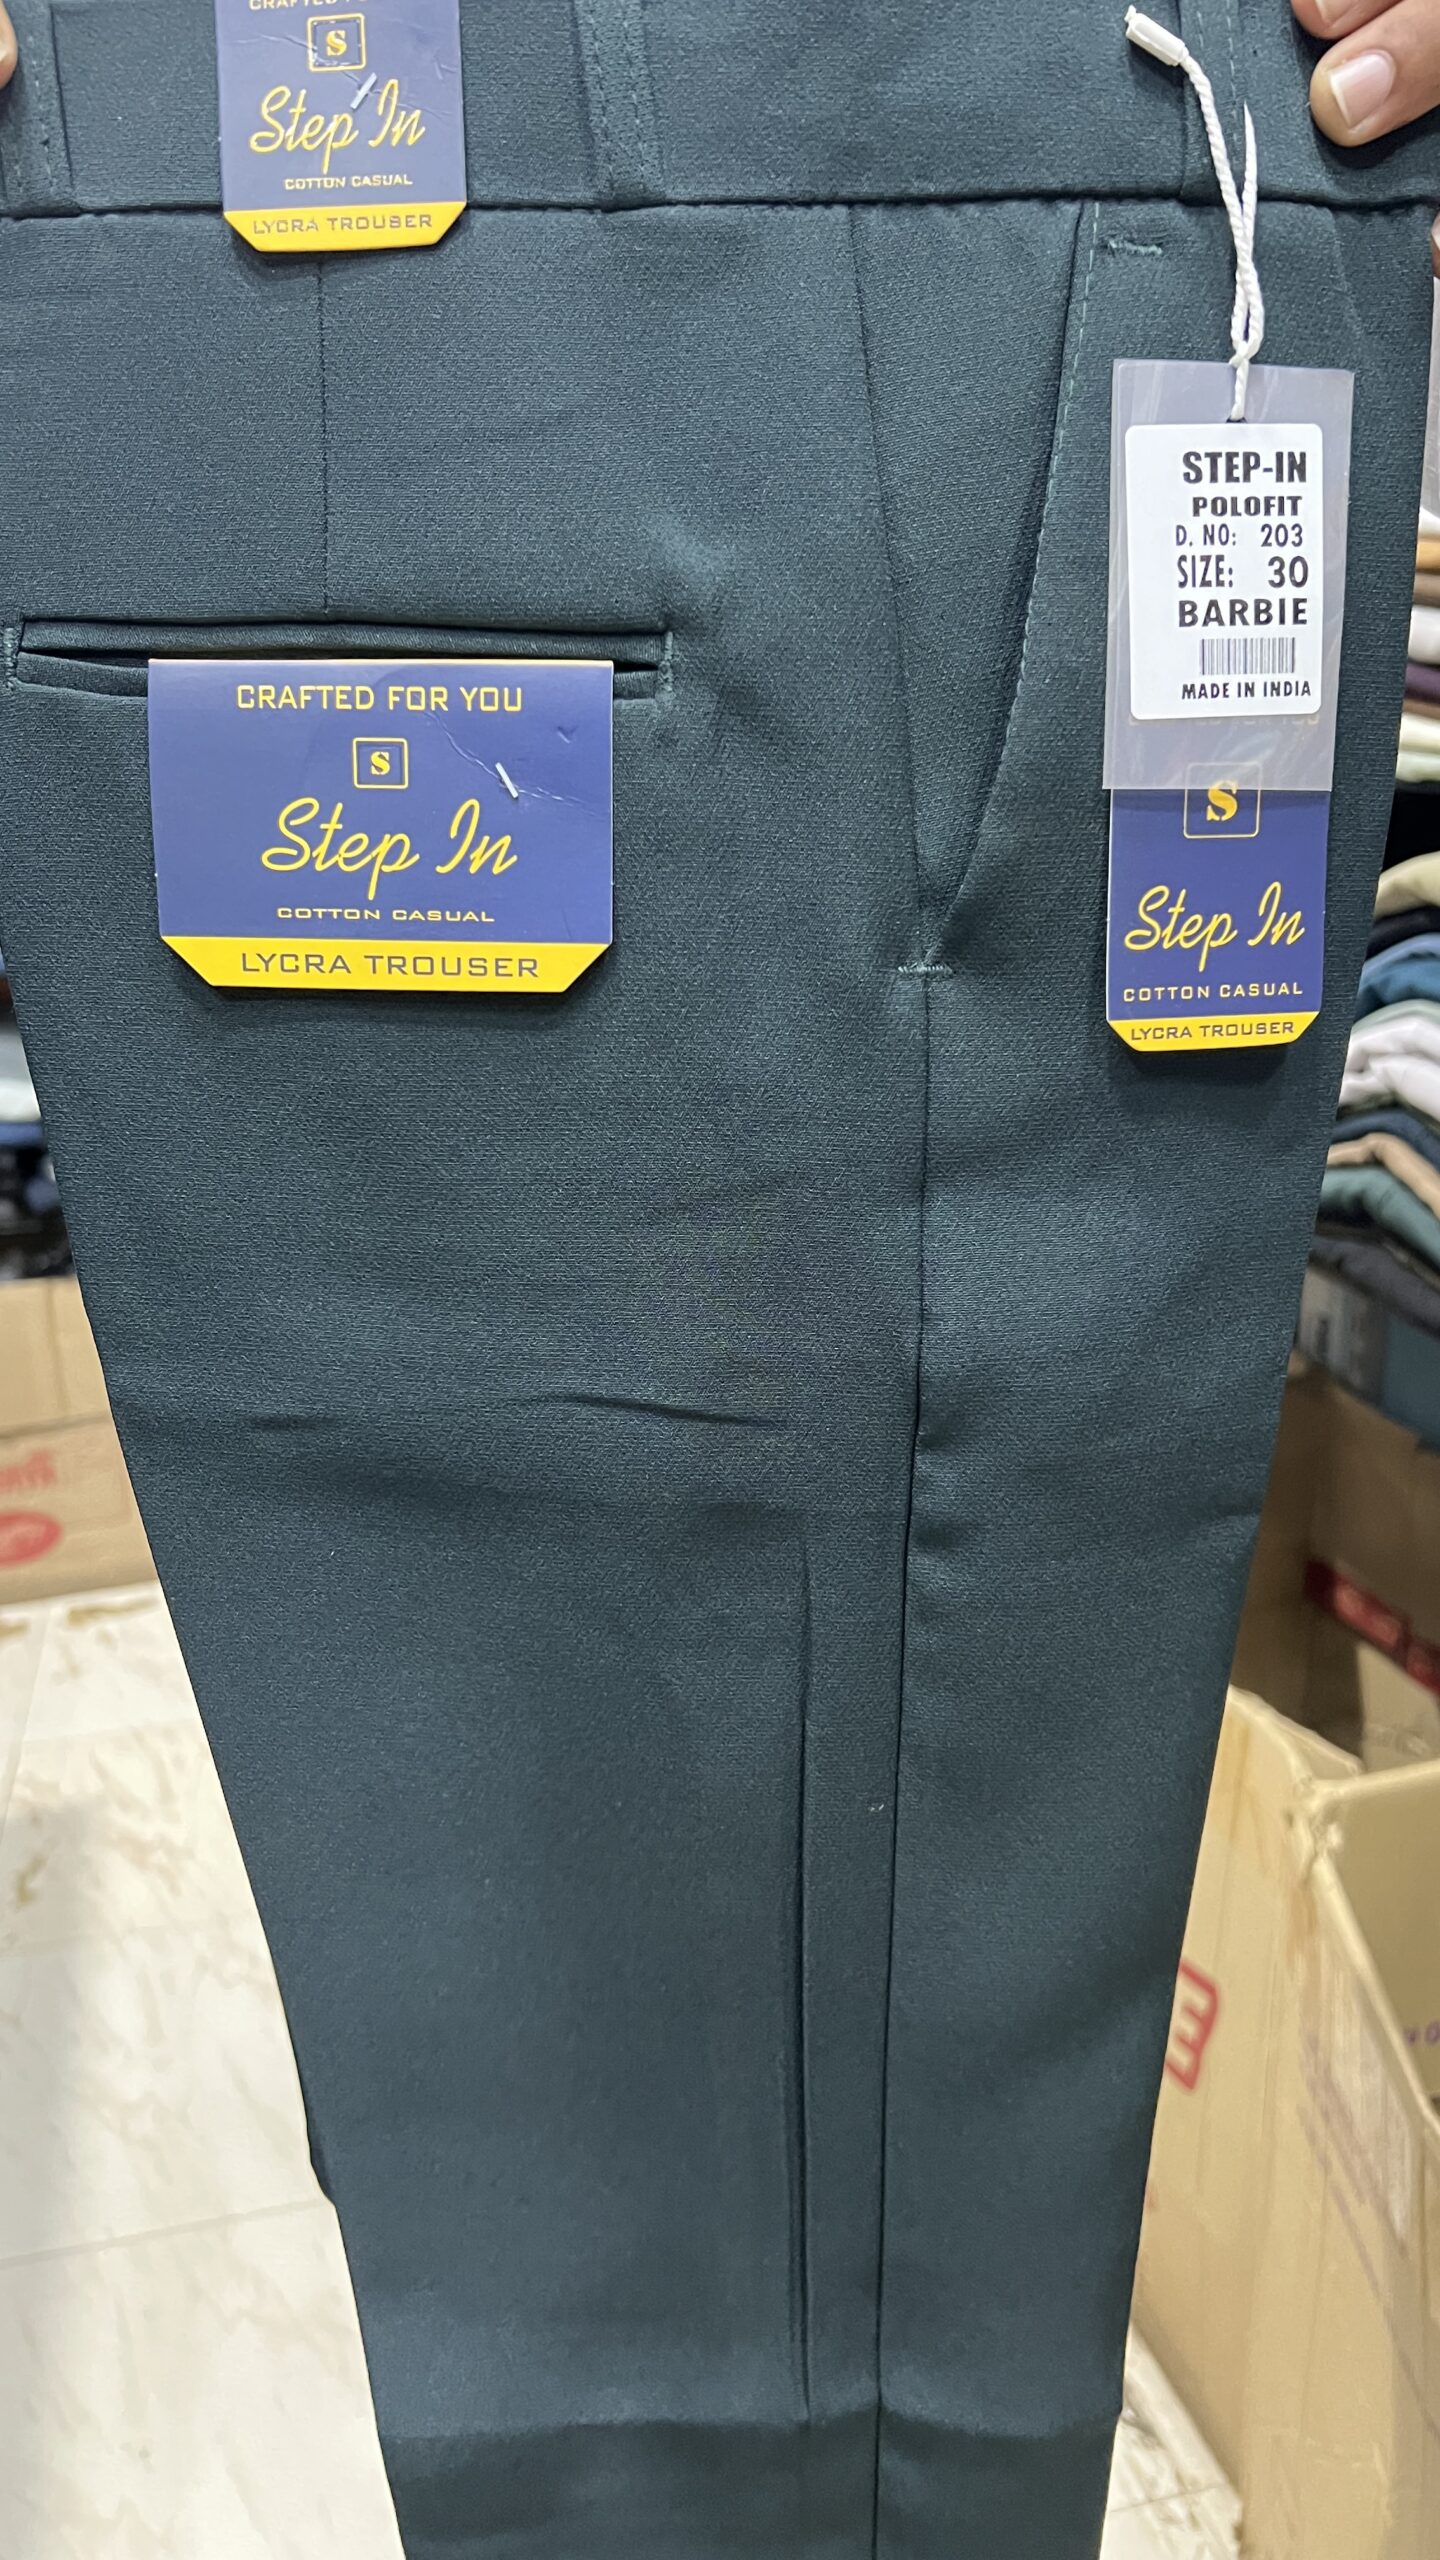 S
Step In
COTTON CASUAL
LYCRA TROUSER
STEP-IN
POLOFIT
D. NO: 203
SIZE: 30
BARBIE
MADE IN INDIA
CRAFTED FOR YOU
S
Step In
COTTON CASUAL
LYCRA TROUSER
S
Step In
COTTON CASUAL
LYCRA TROUSER